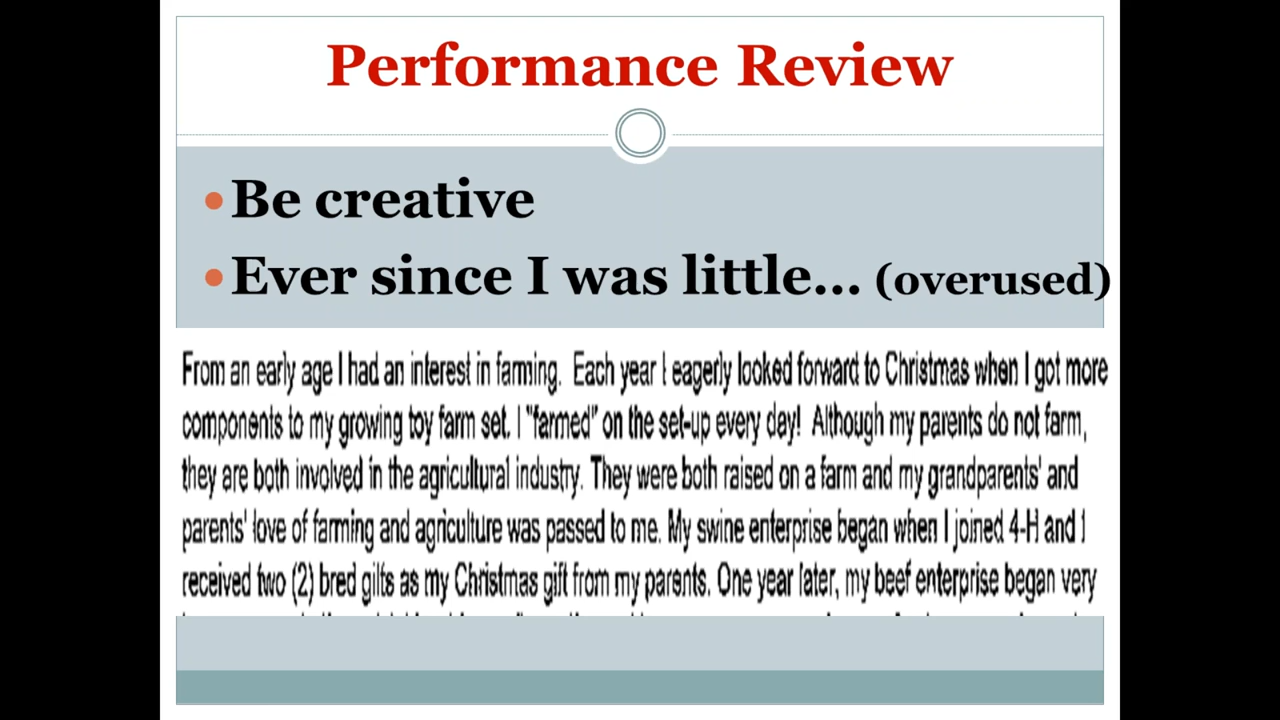 Performance Review
Be creative
Ever since I was little... (overused)
From an early age I had an interest in farming. Each year I eagerly looked forward to Christmas when I got more
components to my growing toy farm set. I "farmed" on the set-up every day! Although my parents do not farm,
they are both involved in the agricultural industry. They were both raised on a farm and my grandparents' and
parents' love of farming and agriculture was passed to me. My swine enterprise began when I joined 4-H and I
received two (2) bred gilts as my Christmas gift from my parents. One year later, my beef enterprise began very